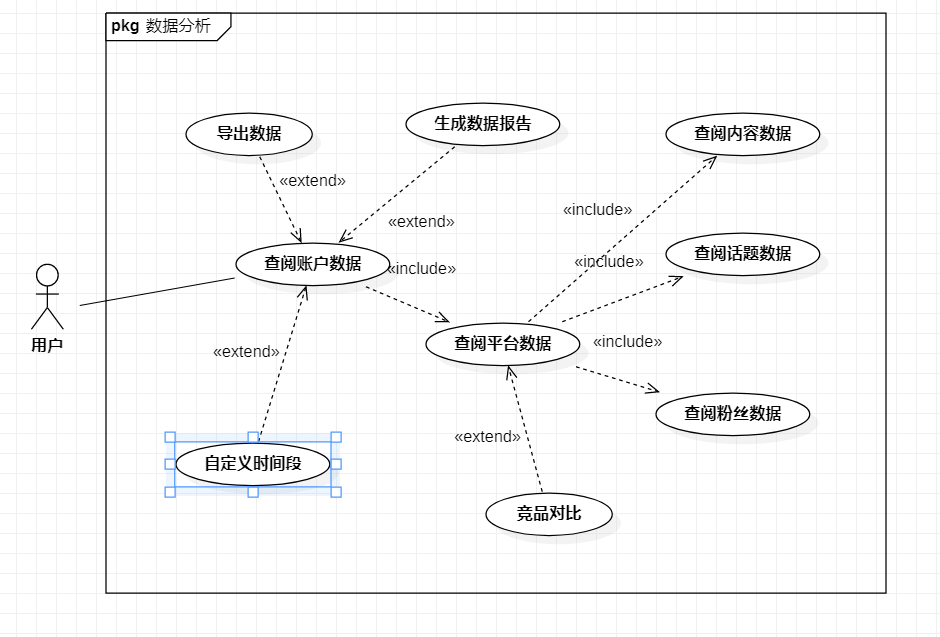 pkg 数据分析
导出数据
生成数据报告
查阅内容数据
«extend»
«include»
«extend»
查阅账户数据
«include»
«include»
查阅话题数据
用户
«extend»
查阅平台数据
«include»
查阅粉丝数据
«extend»
自定义时间段
竞品对比